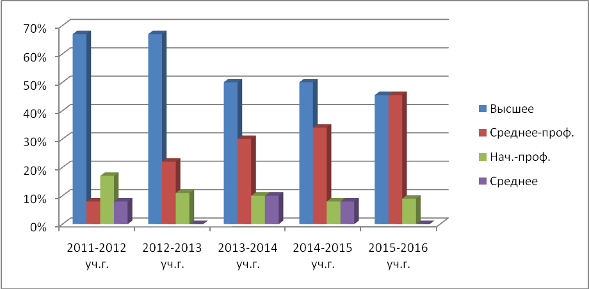 70%
60%
50%
40%
30%
20%
10%
0%
2011-2012 2012-2013 2013-2014 2014-2015 2015-2016
уч.г. уч.г. уч.г. уч.г. уч.г.
Высшее
Среднее-проф.
Нач.-проф.
Среднее